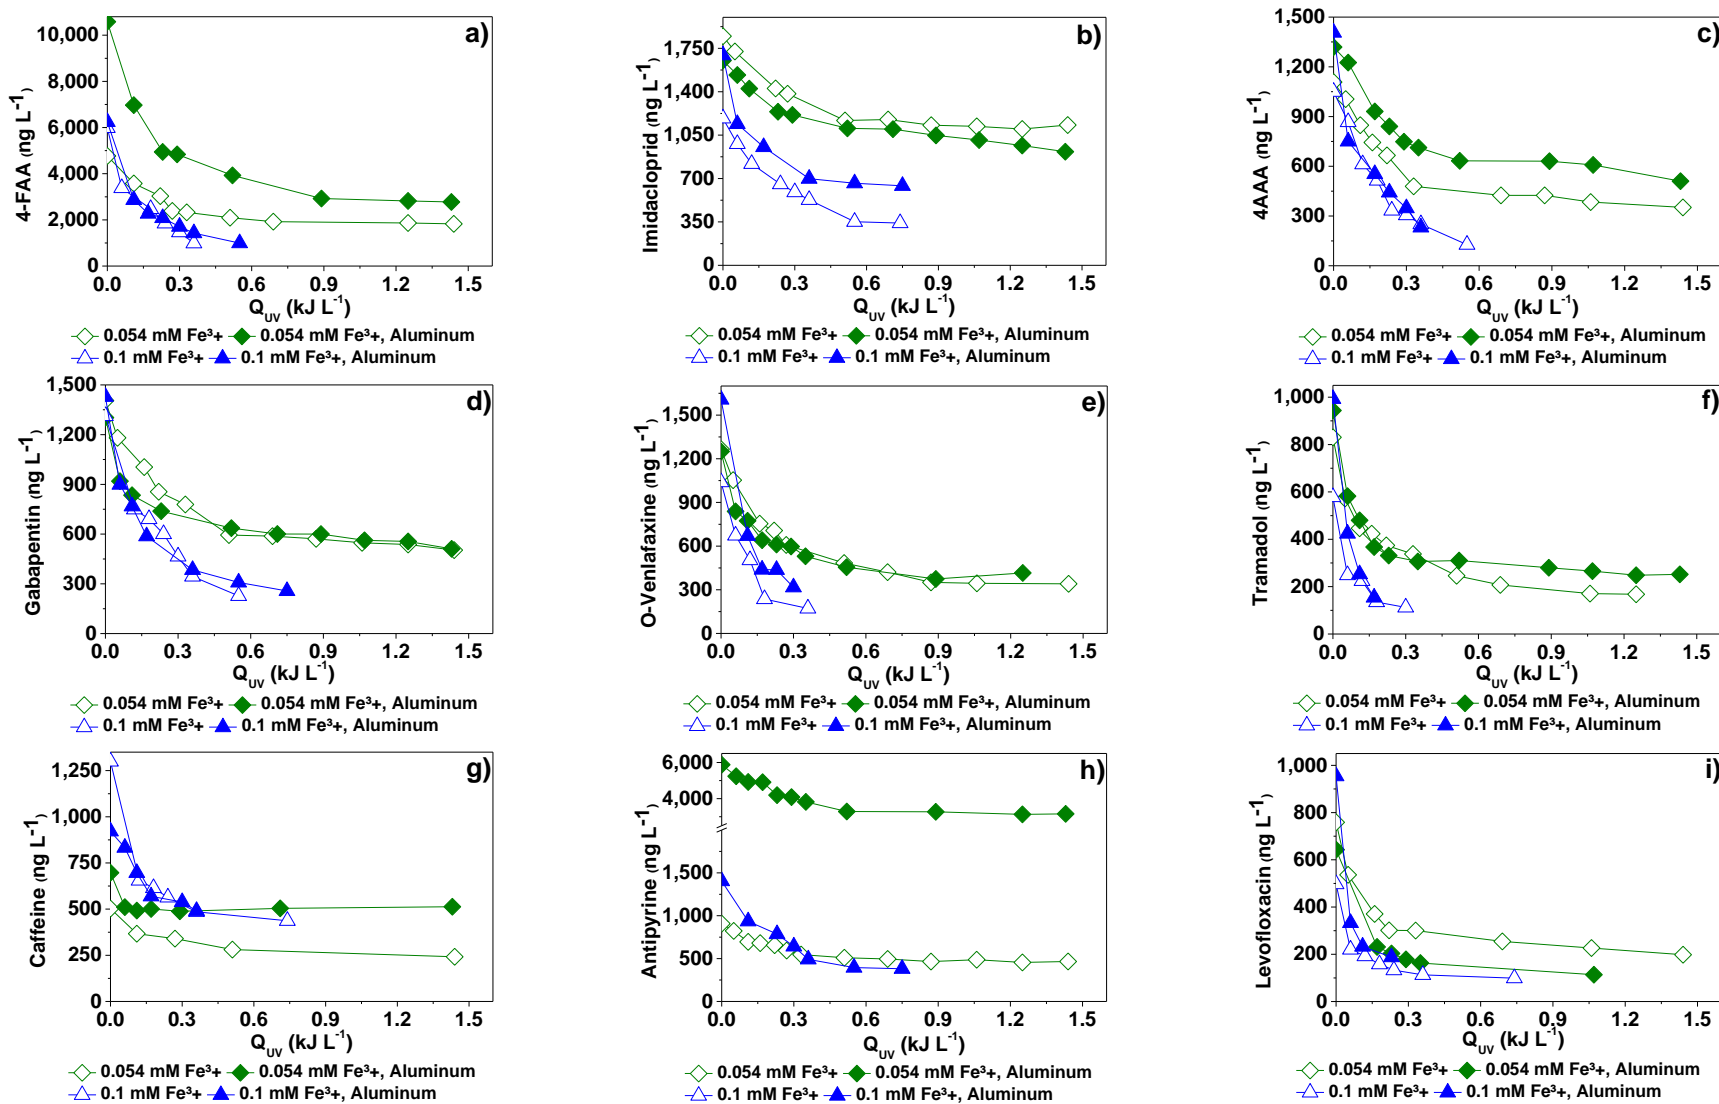 a)
4-FAA (ng L-1)
10,000
8,000
6,000
4,000
2,000
0
0.0 0.3 0.6 0.9 1.2 1.5
QUV (kJ L-1)
0.054 mM Fe³+ 0.054 mM Fe³+, Aluminum
0.1 mM Fe³+ 0.1 mM Fe³+, Aluminum
b)
Imidacloprid (ng L-1)
1,750
1,400
1,050
700
350
0
0.0 0.3 0.6 0.9 1.2 1.5
QUV (kJ L-1)
0.054 mM Fe³+ 0.054 mM Fe³+, Aluminum
0.1 mM Fe³+ 0.1 mM Fe³+, Aluminum
c)
4AAA (ng L-1)
1,500
1,200
900
600
300
0
0.0 0.3 0.6 0.9 1.2 1.5
QUV (kJ L-1)
0.054 mM Fe³+ 0.054 mM Fe³+, Aluminum
0.1 mM Fe³+ 0.1 mM Fe³+, Aluminum
d)
Gabapentin (ng L-1)
1,500
1,200
900
600
300
0
0.0 0.3 0.6 0.9 1.2 1.5
QUV (kJ L-1)
0.054 mM Fe³+ 0.054 mM Fe³+, Aluminum
0.1 mM Fe³+ 0.1 mM Fe³+, Aluminum
e)
O-Venlafaxine (ng L-1)
1,500
1,200
900
600
300
0
0.0 0.3 0.6 0.9 1.2 1.5
QUV (kJ L-1)
0.054 mM Fe³+ 0.054 mM Fe³+, Aluminum
0.1 mM Fe³+ 0.1 mM Fe³+, Aluminum
f)
Tramadol (ng L-1)
1,000
800
600
400
200
0
0.0 0.3 0.6 0.9 1.2 1.5
QUV (kJ L-1)
0.054 mM Fe³+ 0.054 mM Fe³+, Aluminum
0.1 mM Fe³+ 0.1 mM Fe³+, Aluminum
g)
Caffeine (ng L-1)
1,250
1,000
750
500
250
0
0.0 0.3 0.6 0.9 1.2 1.5
QUV (kJ L-1)
0.054 mM Fe³+ 0.054 mM Fe³+, Aluminum
0.1 mM Fe³+ 0.1 mM Fe³+, Aluminum
h)
Antipyrine (ng L-1)
6,000
4,000
1,500
1,000
500
0
0.0 0.3 0.6 0.9 1.2 1.5
QUV (kJ L-1)
0.054 mM Fe³+ 0.054 mM Fe³+, Aluminum
0.1 mM Fe³+ 0.1 mM Fe³+, Aluminum
i)
Levofloxacin (ng L-1)
1,000
800
600
400
200
0
0.0 0.3 0.6 0.9 1.2 1.5
QUV (kJ L-1)
0.054 mM Fe³+ 0.054 mM Fe³+, Aluminum
0.1 mM Fe³+ 0.1 mM Fe³+, Aluminum